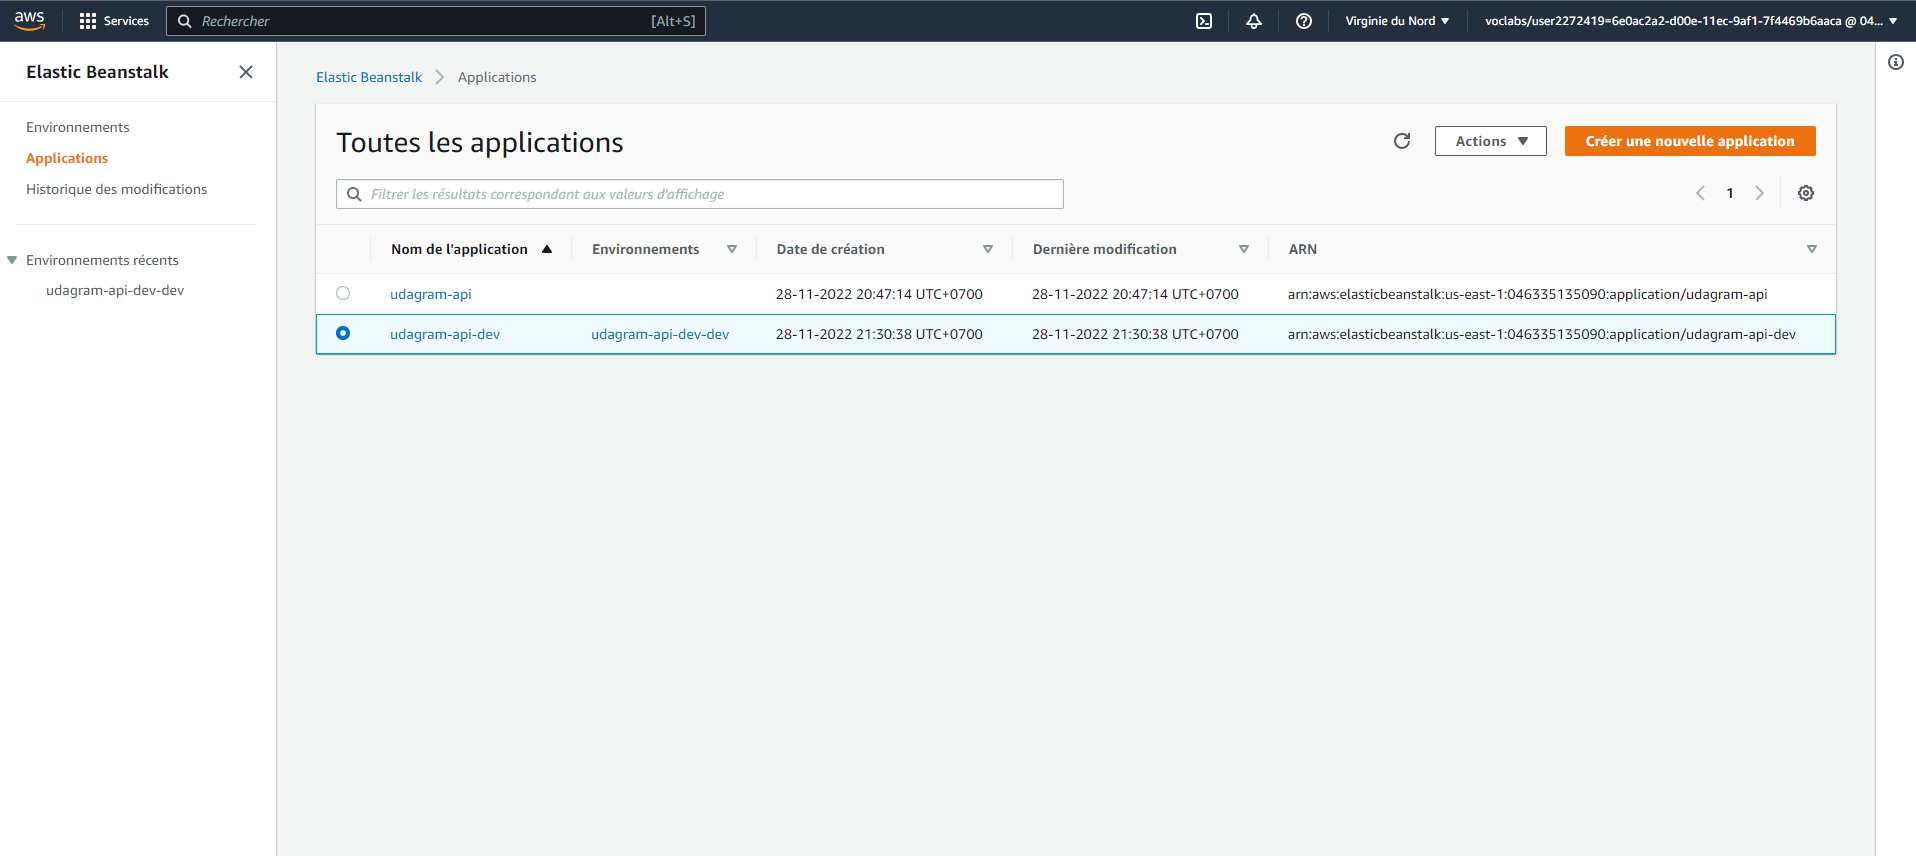 aws Services Rechercher [Alt+S] Virginie du Nord voclabs/user2272419=6e0ac2a2-d00e-11ec-9af1-7f4469b6aaca @ 04...
Elastic Beanstalk
Environnements
Applications
Historique des modifications
Environnements récents
udagram-api-dev-dev
Elastic Beanstalk Applications
Toutes les applications
Actions
Créer une nouvelle application
Filtrer les résultats correspondant aux valeurs d'affichage
1
Nom de l'application Environnements Date de création Dernière modification ARN
udagram-api 28-11-2022 20:47:14 UTC+0700 28-11-2022 20:47:14 UTC+0700 arn:aws:elasticbeanstalk:us-east-1:046335135090:application/udagram-api
udagram-api-dev udagram-api-dev-dev 28-11-2022 21:30:38 UTC+0700 28-11-2022 21:30:38 UTC+0700 arn:aws:elasticbeanstalk:us-east-1:046335135090:application/udagram-api-dev